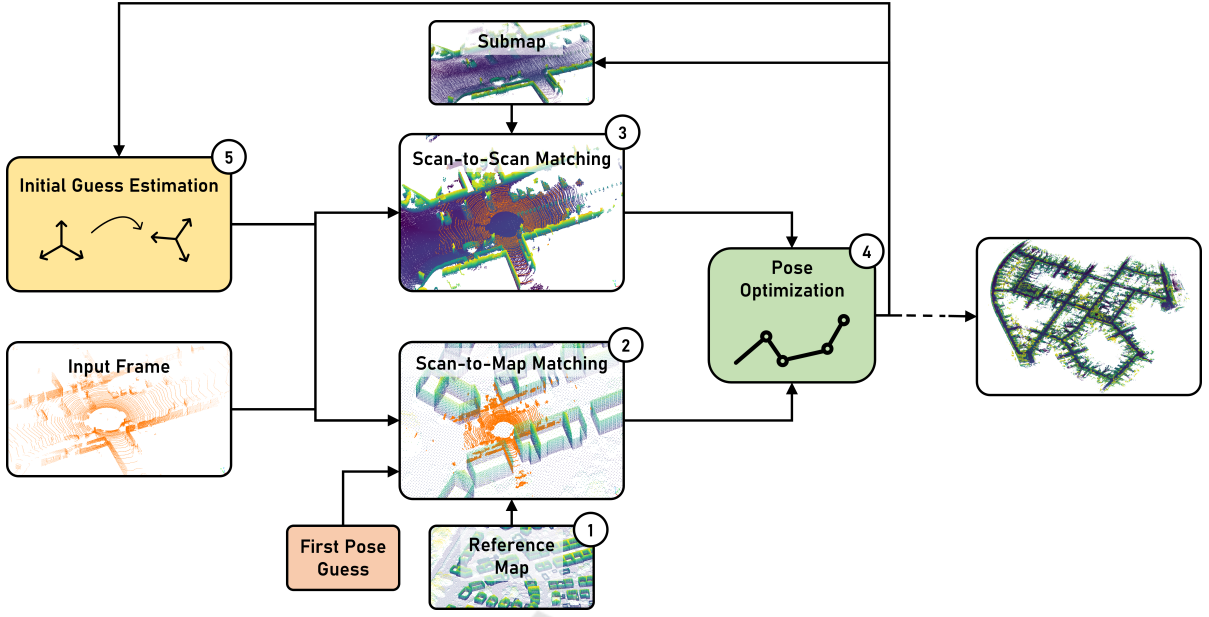 Submap
3
Scan-to-Scan Matching
5
Initial Guess Estimation
4
Pose
Optimization
2
Scan-to-Map Matching
Input Frame
1
First Pose
Guess
Reference
Map